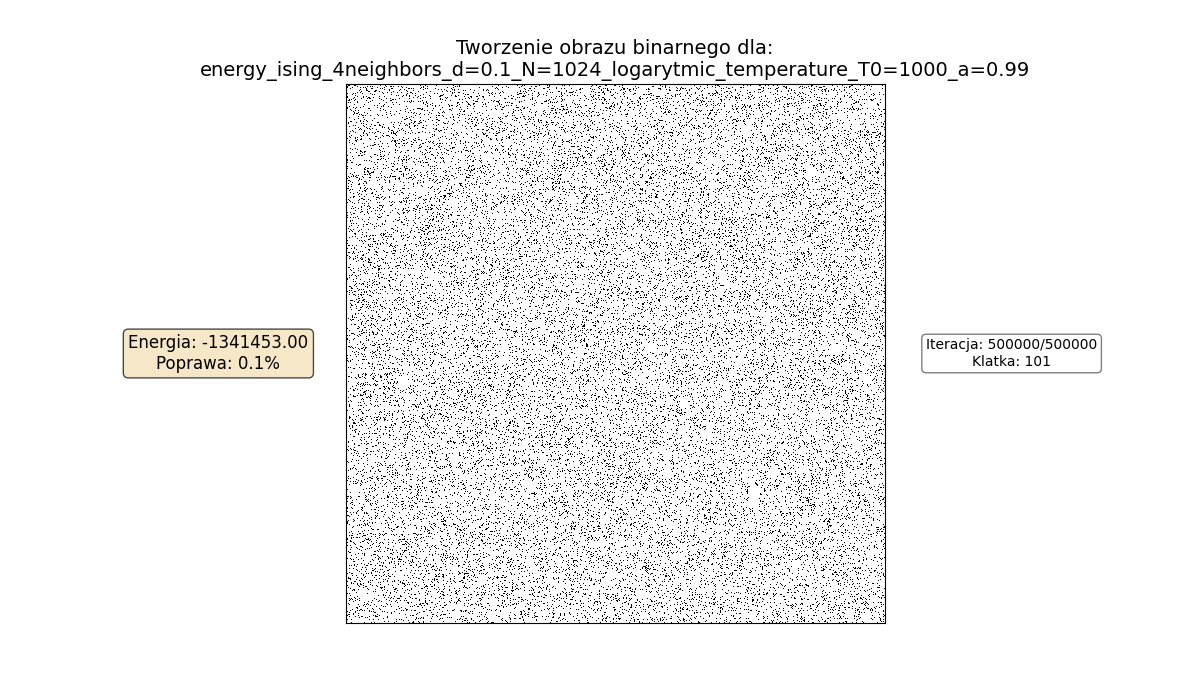 Tworzenie obrazu binarnego dla:
energy_ising_4neighbors_d=0.1_N=1024_logarytmic_temperature_T0=1000_a=0.99
Energia: -1341453.00
Poprawa: 0.1%
Iteracja: 500000/500000
Klatka: 101